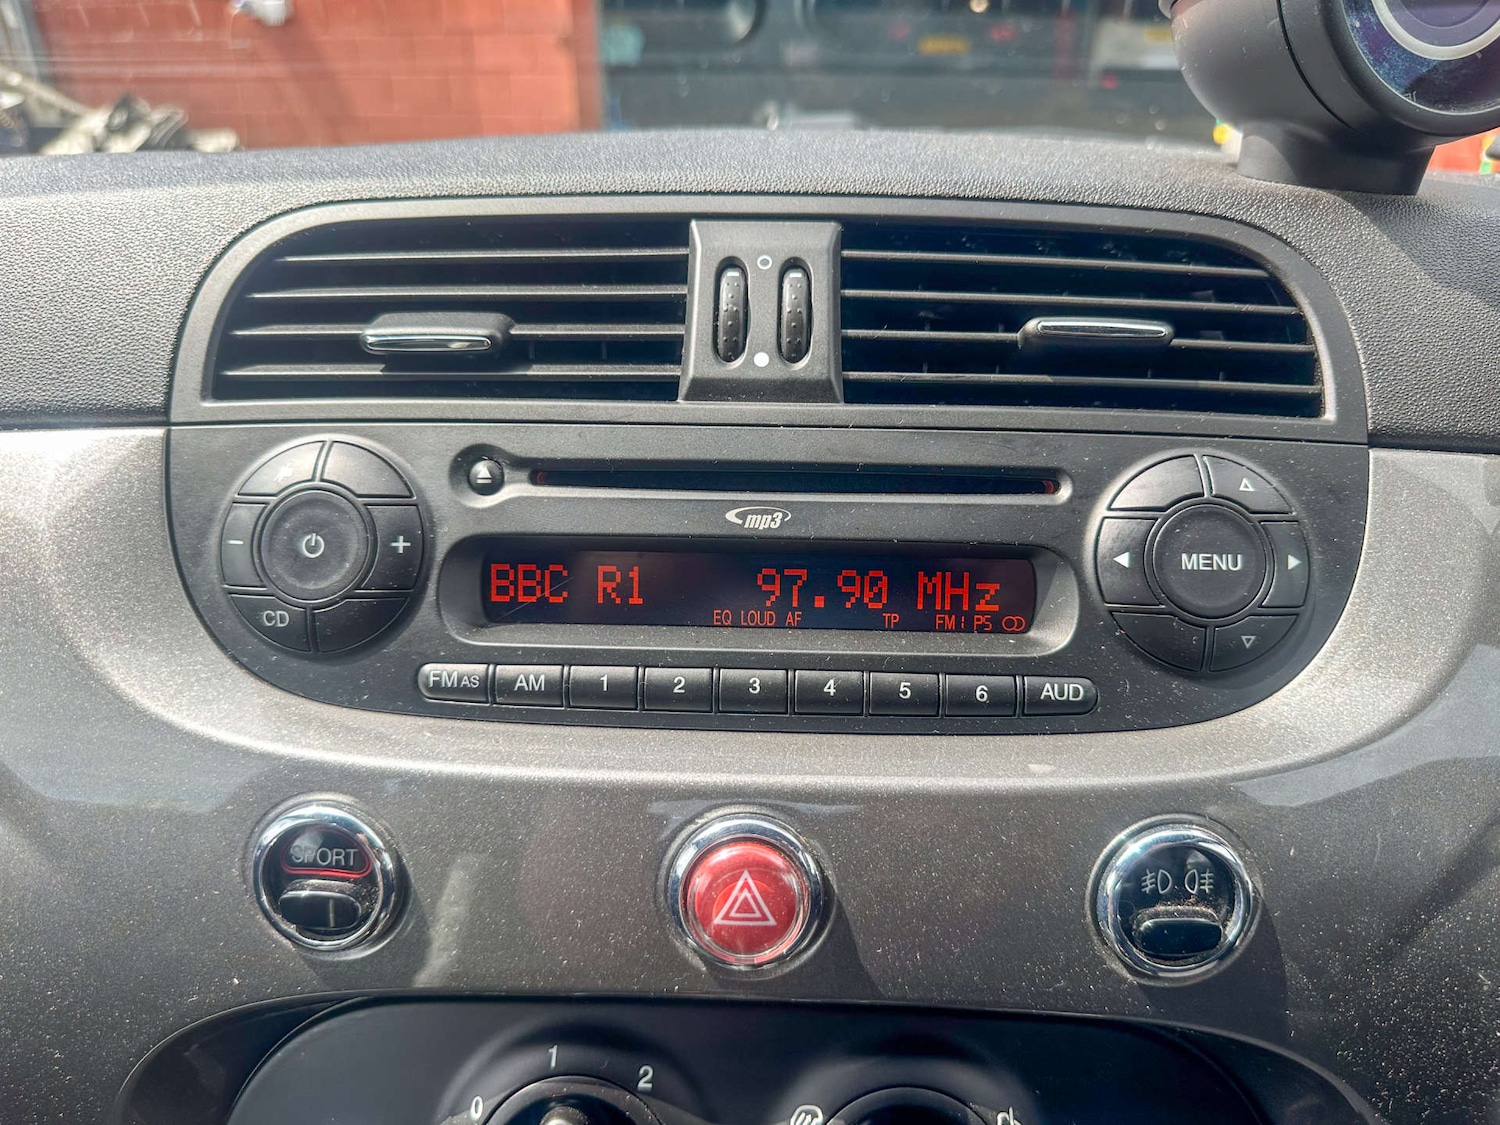 mp3
BBC R1 97.90 MHz
EQ LOUD AF TP FM1 PS
- +
CD
MENU
FM AS AM 1 2 3 4 5 6 AUD
SPORT
0 1 2